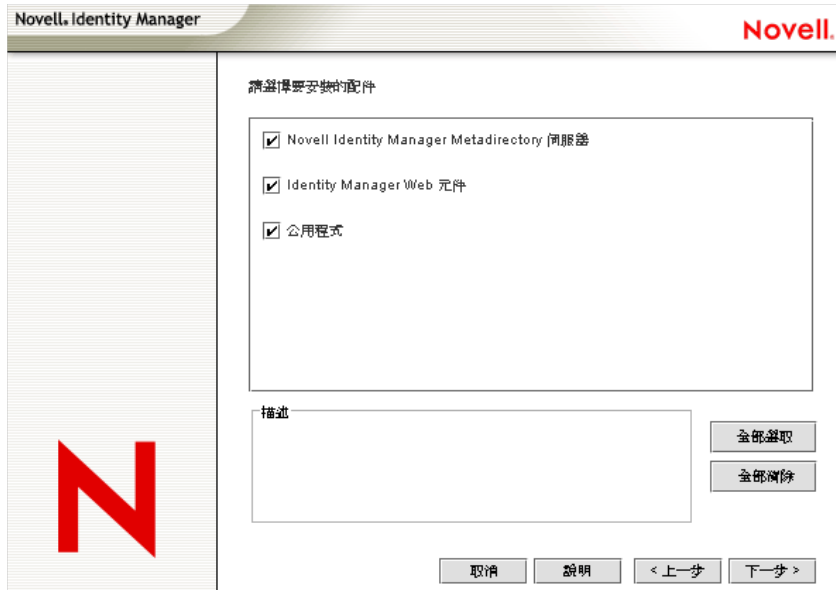 Novell. Identity Manager
Novell.
請選擇要安裝的配件
Novell Identity Manager Metadirectory 伺服器
Identity Manager Web 元件
公用程式
描述
全部選取
全部清除
取消
說明
< 上一步
下一步 >